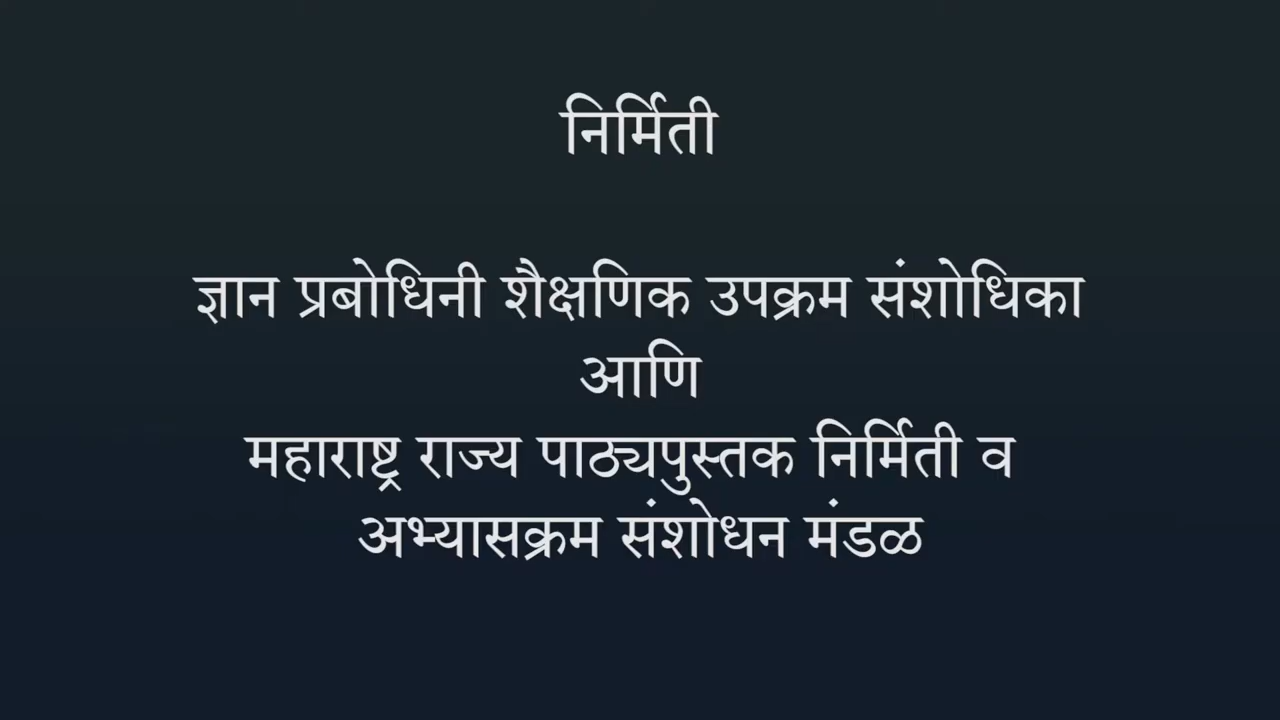 निर्मिती
ज्ञान प्रबोधिनी शैक्षणिक उपक्रम संशोधिका
आणि
महाराष्ट्र राज्य पाठ्यपुस्तक निर्मिती व
अभ्यासक्रम संशोधन मंडळ